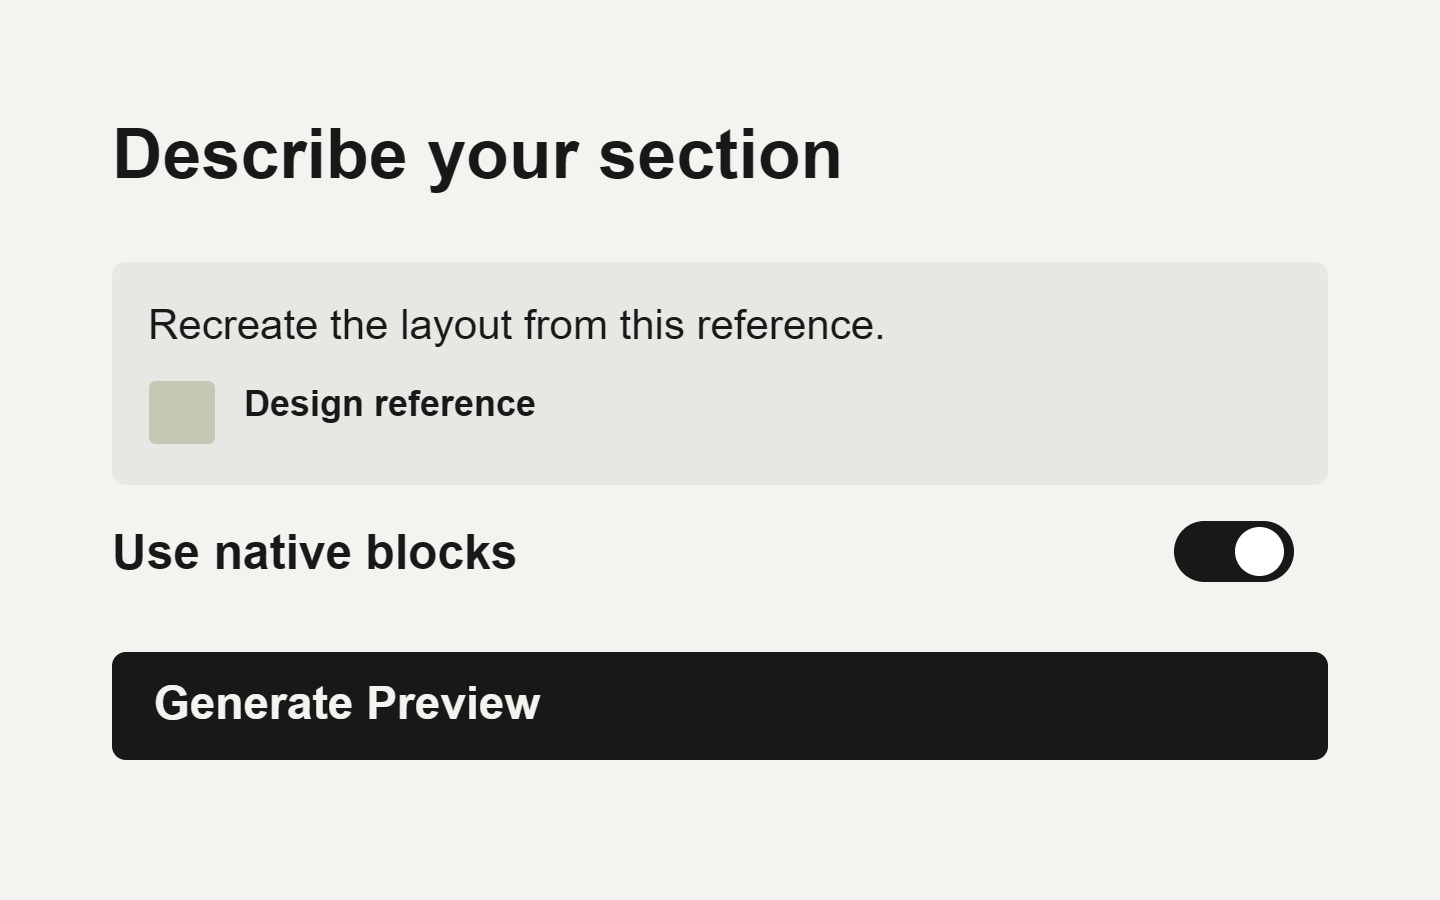 Describe your section
Recreate the layout from this reference.
Design reference
Use native blocks
Generate Preview